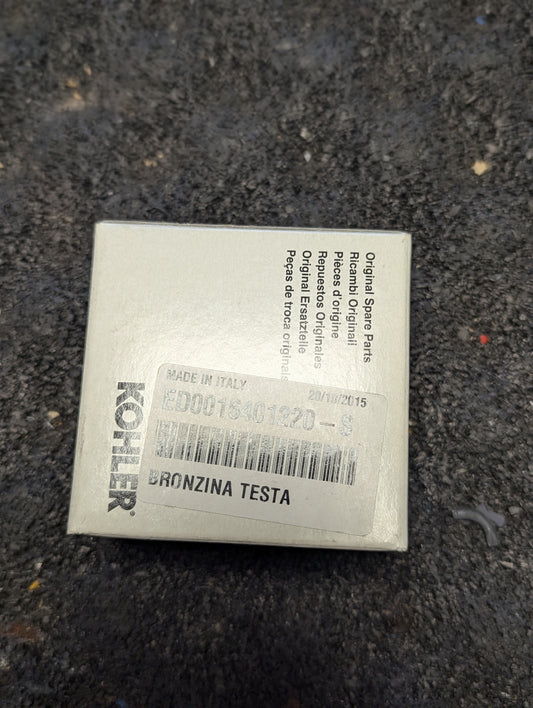 Original Spare Parts
Ricambi Originali
Pièces d'origine
Repuestos Originales
Original Ersatzteile
Peças de troca originais
KOHLER®
MADE IN ITALY
20/10/2015
ED0016401220-S
BRONZINA TESTA